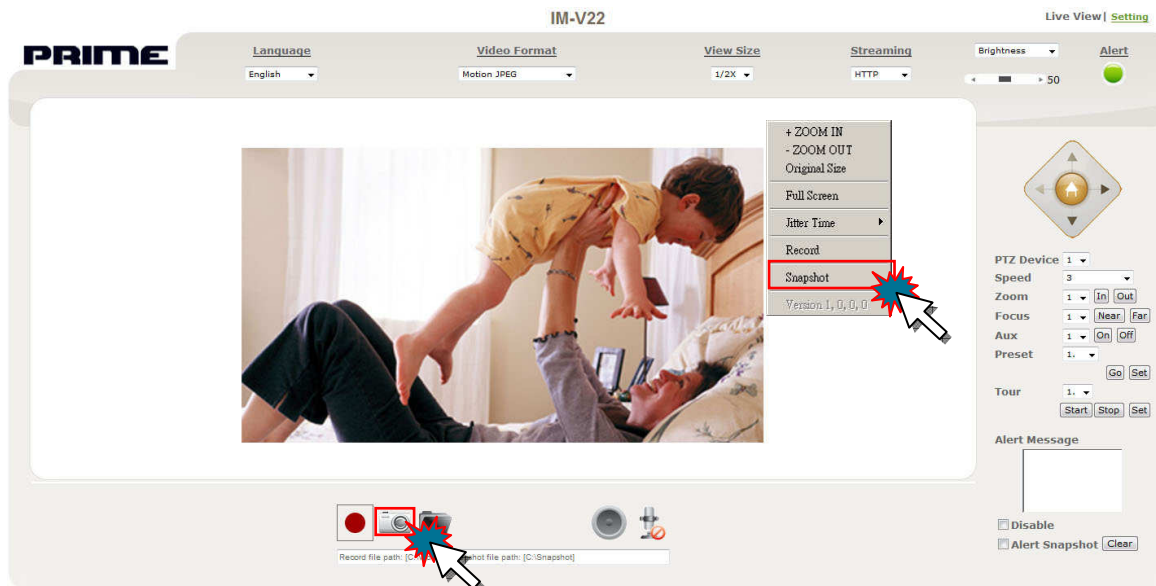 IM-V22
Live View | Setting
PRIME
Language
Video Format
View Size
Streaming
Brightness
Alert
English
Motion JPEG
1/2X
HTTP
50
+ ZOOM IN
- ZOOM OUT
Original Size
Full Screen
Jitter Time
Record
Snapshot
Version 1, 0, 0, 0
PTZ Device 1
Speed 3
Zoom 1 In Out
Focus 1 Near Far
Aux 1 On Off
Preset 1.
Go Set
Tour 1.
Start Stop Set
Alert Message
Disable
Alert Snapshot Clear
Record file path: [C: file path: [C:\Snapshot]